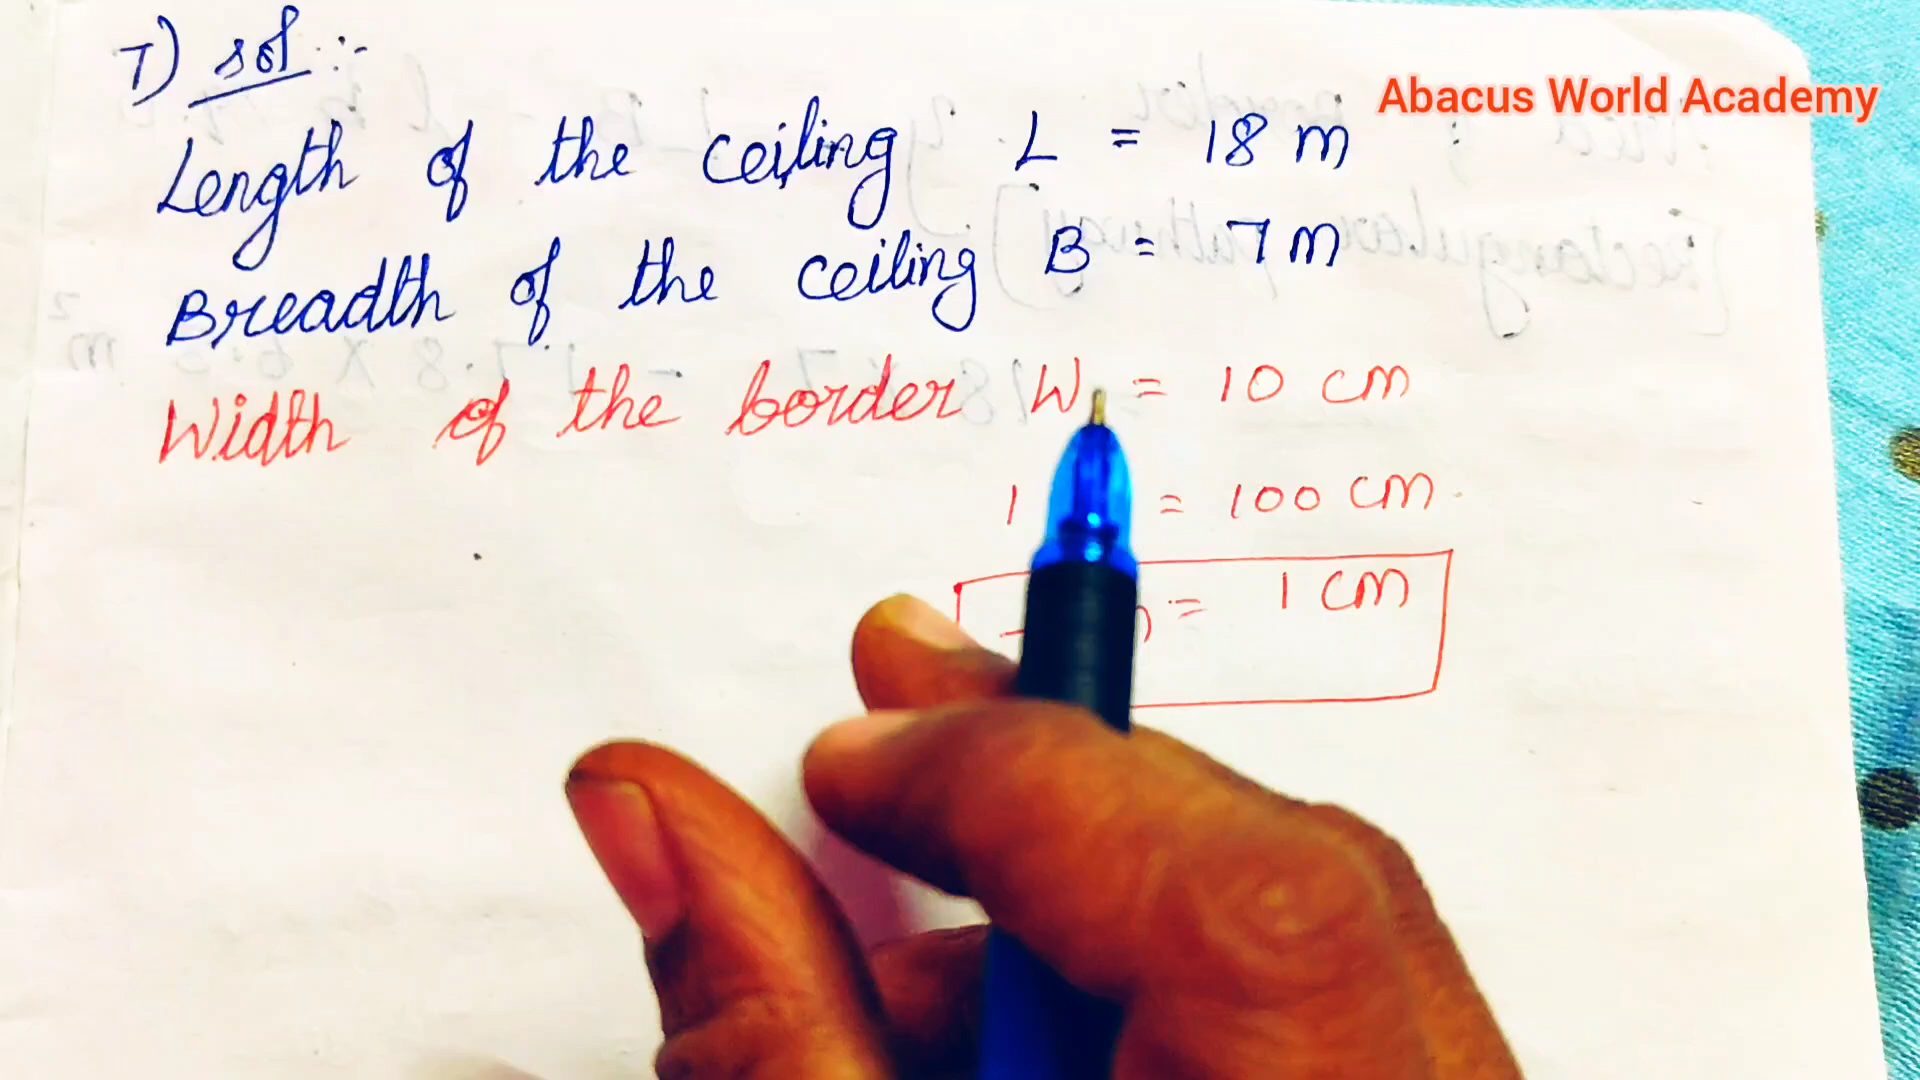 7) sol :-
Abacus World Academy
Length of the ceiling L = 18 m
Breadth of the ceiling B = 7 m
Width of the border W = 10 cm
1 = 100 cm
= 1 cm